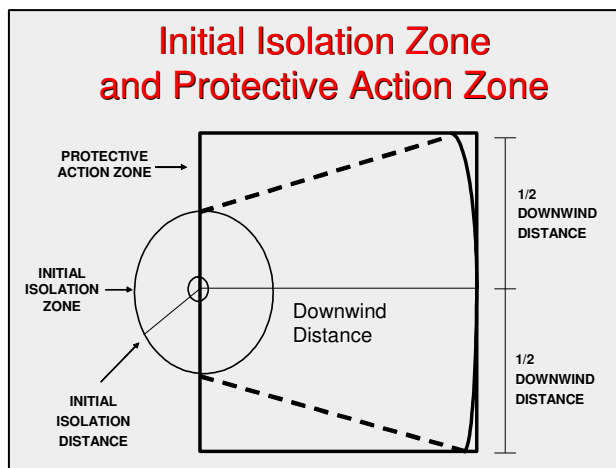 Initial Isolation Zone
and Protective Action Zone
PROTECTIVE
ACTION ZONE
1/2
DOWNWIND
DISTANCE
INITIAL
ISOLATION
ZONE
Downwind
Distance
1/2
DOWNWIND
DISTANCE
INITIAL
ISOLATION
DISTANCE